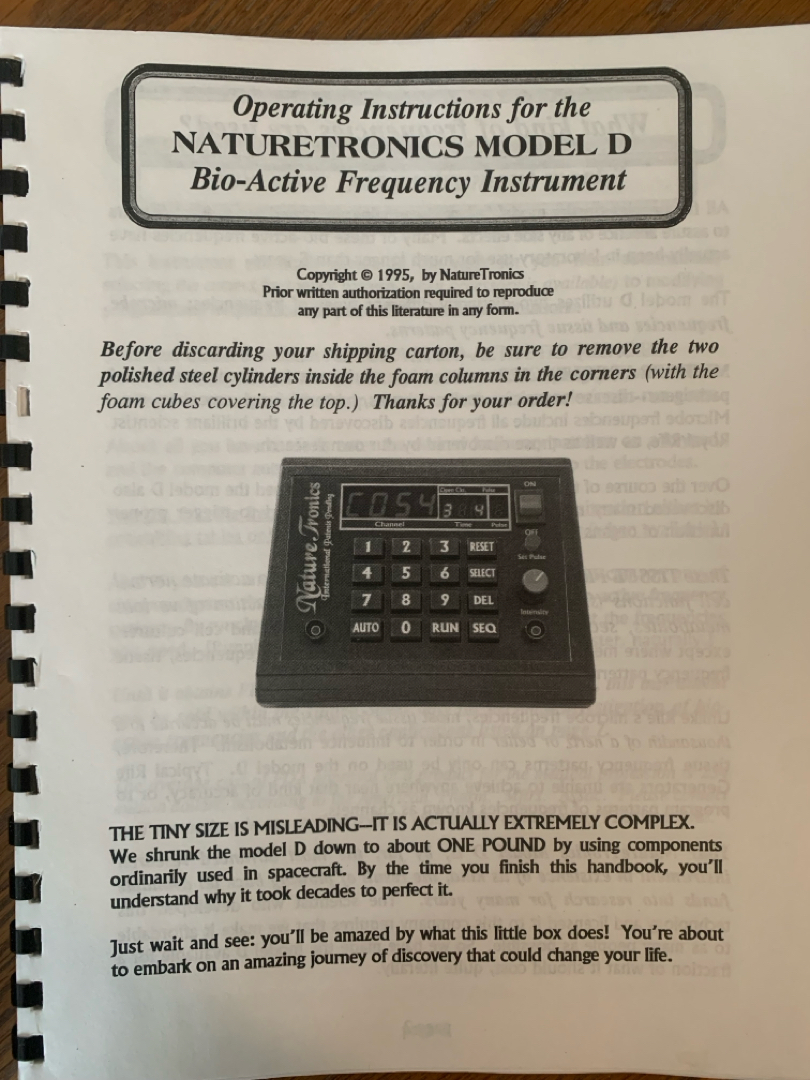 Operating Instructions for the
NATURETRONICS MODEL D
Bio-Active Frequency Instrument
Copyright © 1995, by NatureTronics
Prior written authorization required to reproduce
any part of this literature in any form.
Before discarding your shipping carton, be sure to remove the two
polished steel cylinders inside the foam columns in the corners (with the
foam cubes covering the top.) Thanks for your order!
NatureTronics
International Patents Pending
C054
3 4
Channel Time Pulse
ON
OFF
Set Pulse
Intensity
1 2 3 RESET
4 5 6 SELECT
7 8 9 DEL
AUTO 0 RUN SEQ
THE TINY SIZE IS MISLEADING—IT IS ACTUALLY EXTREMELY COMPLEX.
We shrunk the model D down to about ONE POUND by using components
ordinarily used in spacecraft. By the time you finish this handbook, you'll
understand why it took decades to perfect it.
Just wait and see: you'll be amazed by what this little box does! You're about
to embark on an amazing journey of discovery that could change your life.